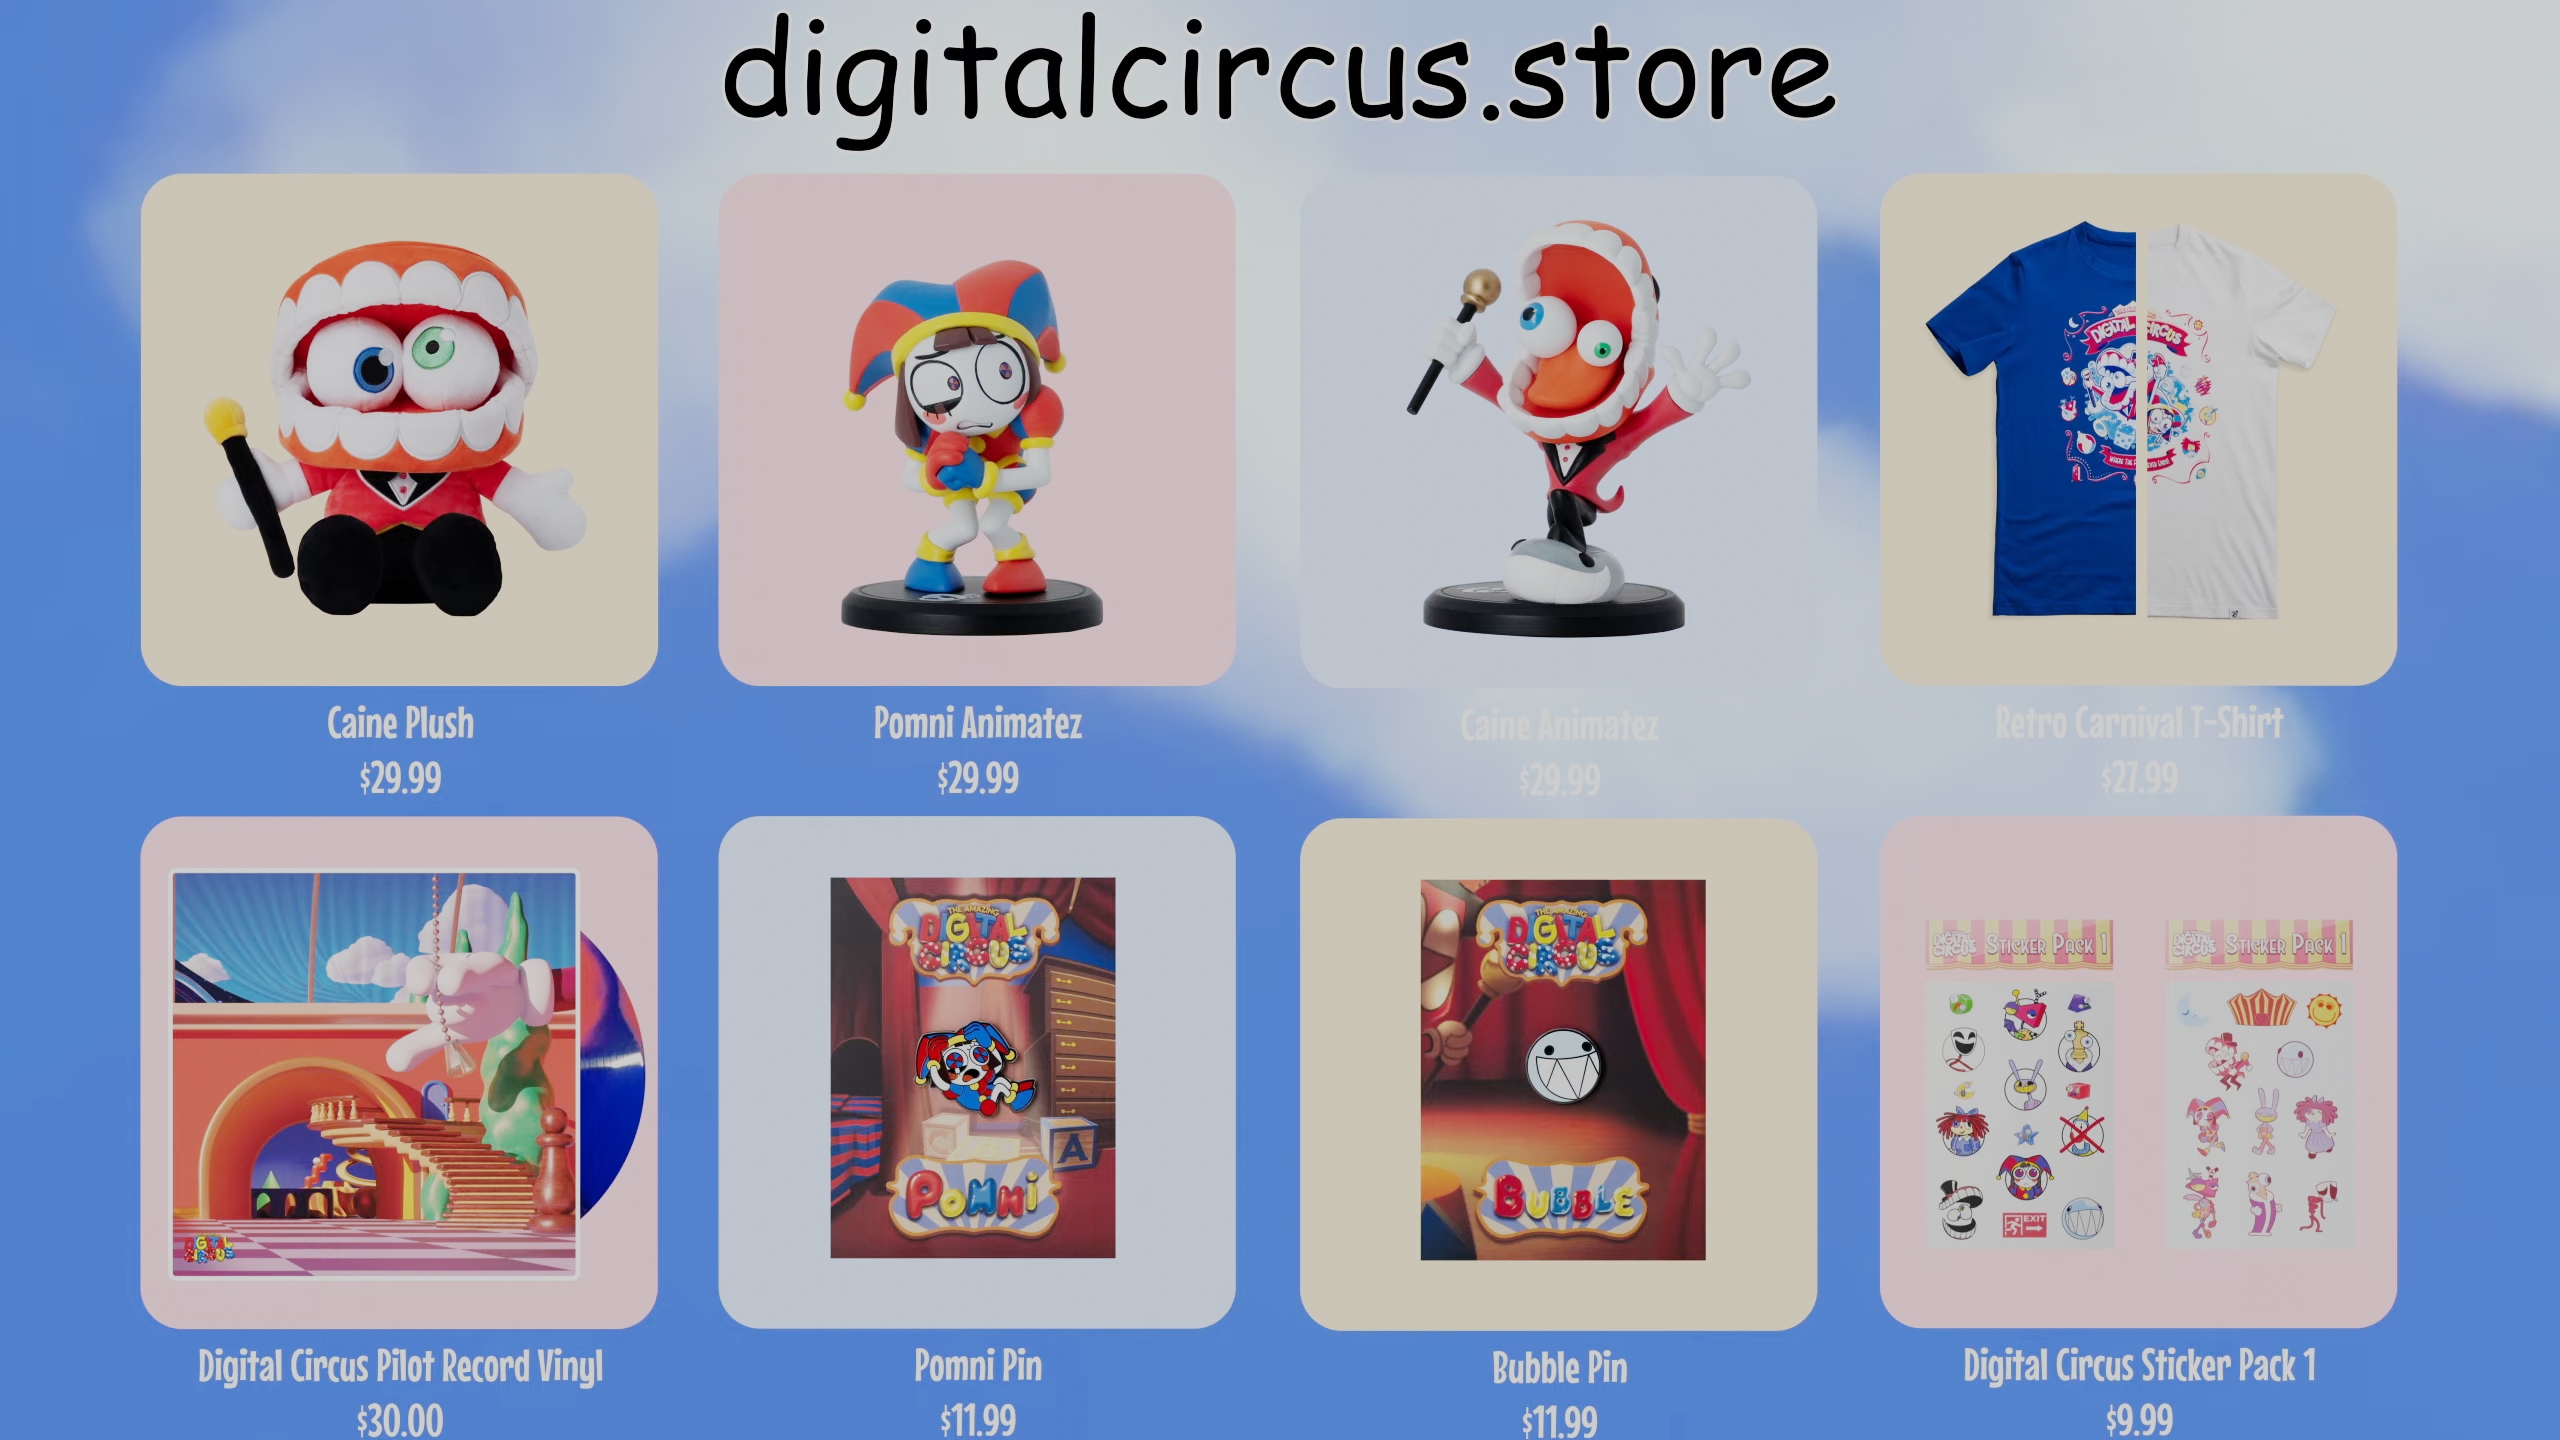 digitalcircus.store
DIGITAL CIRCUS
Caine Plush
$29.99
Pomni Animatez
$29.99
Caine Animatez
$29.99
Retro Carnival T-Shirt
$27.99
THE AMAZING
DIGITAL
CIRCUS
A
POMNI
THE AMAZING
DIGITAL
CIRCUS
BUBBLE
DIGITAL
CIRCUS
STICKER PACK 1
DIGITAL
CIRCUS
STICKER PACK 1
EXIT
DIGITAL
CIRCUS
Digital Circus Pilot Record Vinyl
$30.00
Pomni Pin
$11.99
Bubble Pin
$11.99
Digital Circus Sticker Pack 1
$9.99